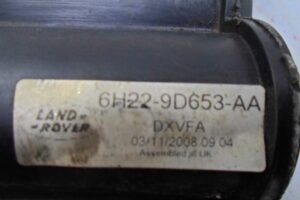 6H22-9D653-AA
LAND-
-ROVER
DXVFA
03/11/2008 09 04
Assembled in UK